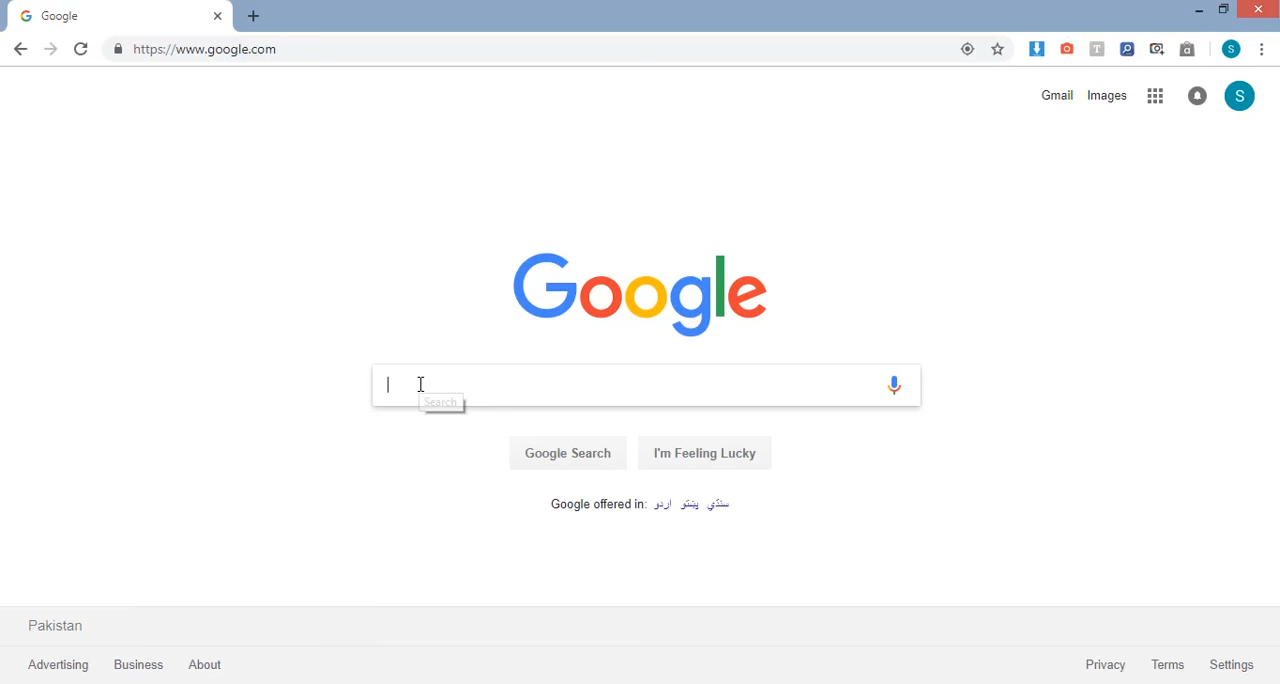 Google
https://www.google.com
Gmail Images S
Google
Search
Google Search I'm Feeling Lucky
Google offered in: اردو پښتو سنڌي
Pakistan
Advertising Business About Privacy Terms Settings